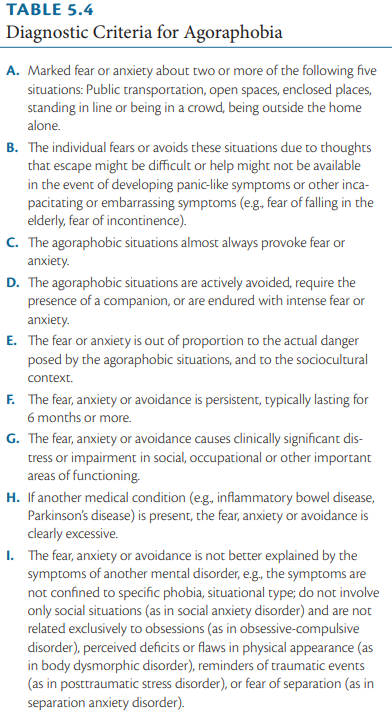 TABLE 5.4
Diagnostic Criteria for Agoraphobia
A. Marked fear or anxiety about two or more of the following five
situations: Public transportation, open spaces, enclosed places,
standing in line or being in a crowd, being outside the home
alone.
B. The individual fears or avoids these situations due to thoughts
that escape might be difficult or help might not be available
in the event of developing panic-like symptoms or other inca-
pacitating or embarrassing symptoms (e.g., fear of falling in the
elderly, fear of incontinence).
C. The agoraphobic situations almost always provoke fear or
anxiety.
D. The agoraphobic situations are actively avoided, require the
presence of a companion, or are endured with intense fear or
anxiety.
E. The fear or anxiety is out of proportion to the actual danger
posed by the agoraphobic situations, and to the sociocultural
context.
F. The fear, anxiety or avoidance is persistent, typically lasting for
6 months or more.
G. The fear, anxiety or avoidance causes clinically significant dis-
tress or impairment in social, occupational or other important
areas of functioning.
H. If another medical condition (e.g., inflammatory bowel disease,
Parkinson's disease) is present, the fear, anxiety or avoidance is
clearly excessive.
I. The fear, anxiety or avoidance is not better explained by the
symptoms of another mental disorder, e.g., the symptoms are
not confined to specific phobia, situational type; do not involve
only social situations (as in social anxiety disorder) and are not
related exclusively to obsessions (as in obsessive-compulsive
disorder), perceived deficits or flaws in physical appearance (as
in body dysmorphic disorder), reminders of traumatic events
(as in posttraumatic stress disorder), or fear of separation (as in
separation anxiety disorder).